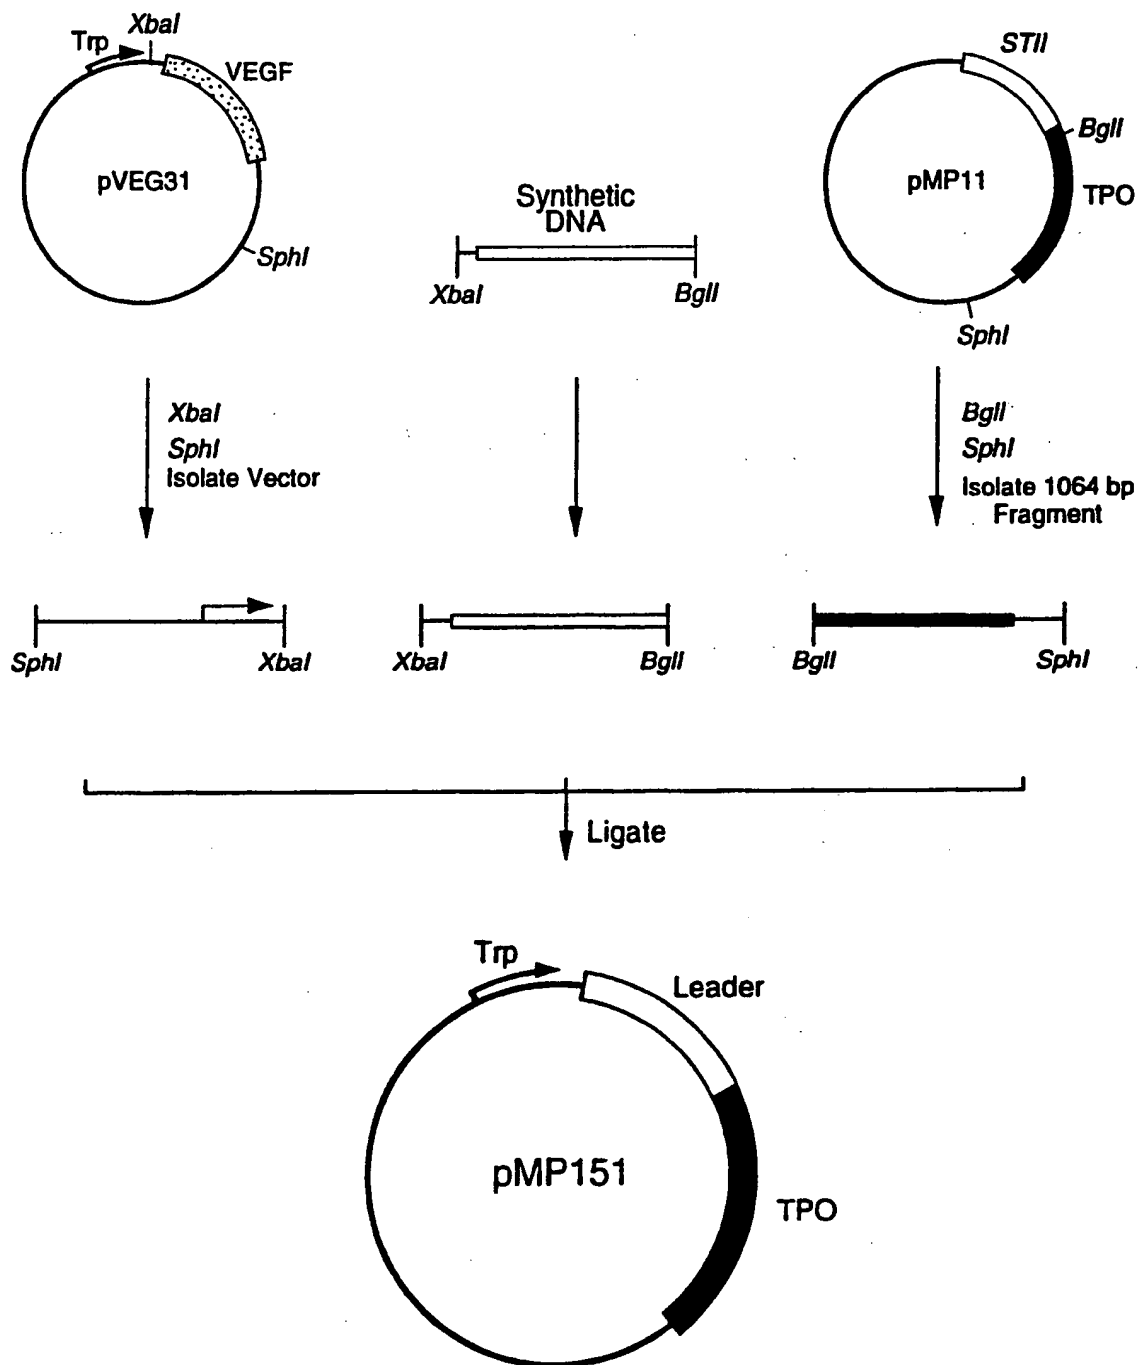 XbaI
Trp
VEGF
pVEG31
SphI
Synthetic
DNA
XbaI
BglI
STII
BglI
pMP11
TPO
SphI
XbaI
SphI
Isolate Vector
BglI
SphI
Isolate 1064 bp
Fragment
SphI
XbaI
XbaI
BglI
BglI
SphI
Ligate
Trp
Leader
pMP151
TPO